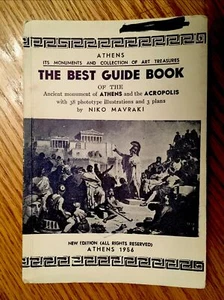 ATHENS
ITS MONUMENTS AND COLLECTION OF ART TREASURES
THE BEST GUIDE BOOK
OF THE
Ancient monument of ATHENS and the ACROPOLIS
with 38 phototype illustrations and 3 plans
by NIKO MAVRAKI
NEW EDITION (ALL RIGHTS RESERVED)
ATHENS 1956